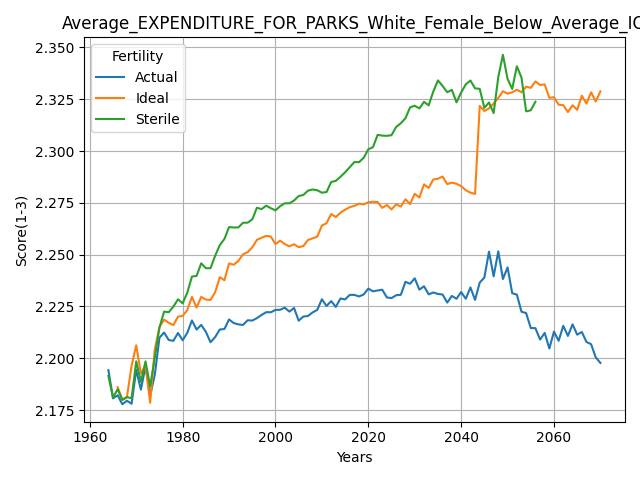 Average_EXPENDITURE_FOR_PARKS_White_Female_Below_Average_IQ
Fertility
Actual
Ideal
Sterile
2.350
2.325
2.300
2.275
2.250
2.225
2.200
2.175
Score(1-3)
1960
1980
2000
2020
2040
2060
Years